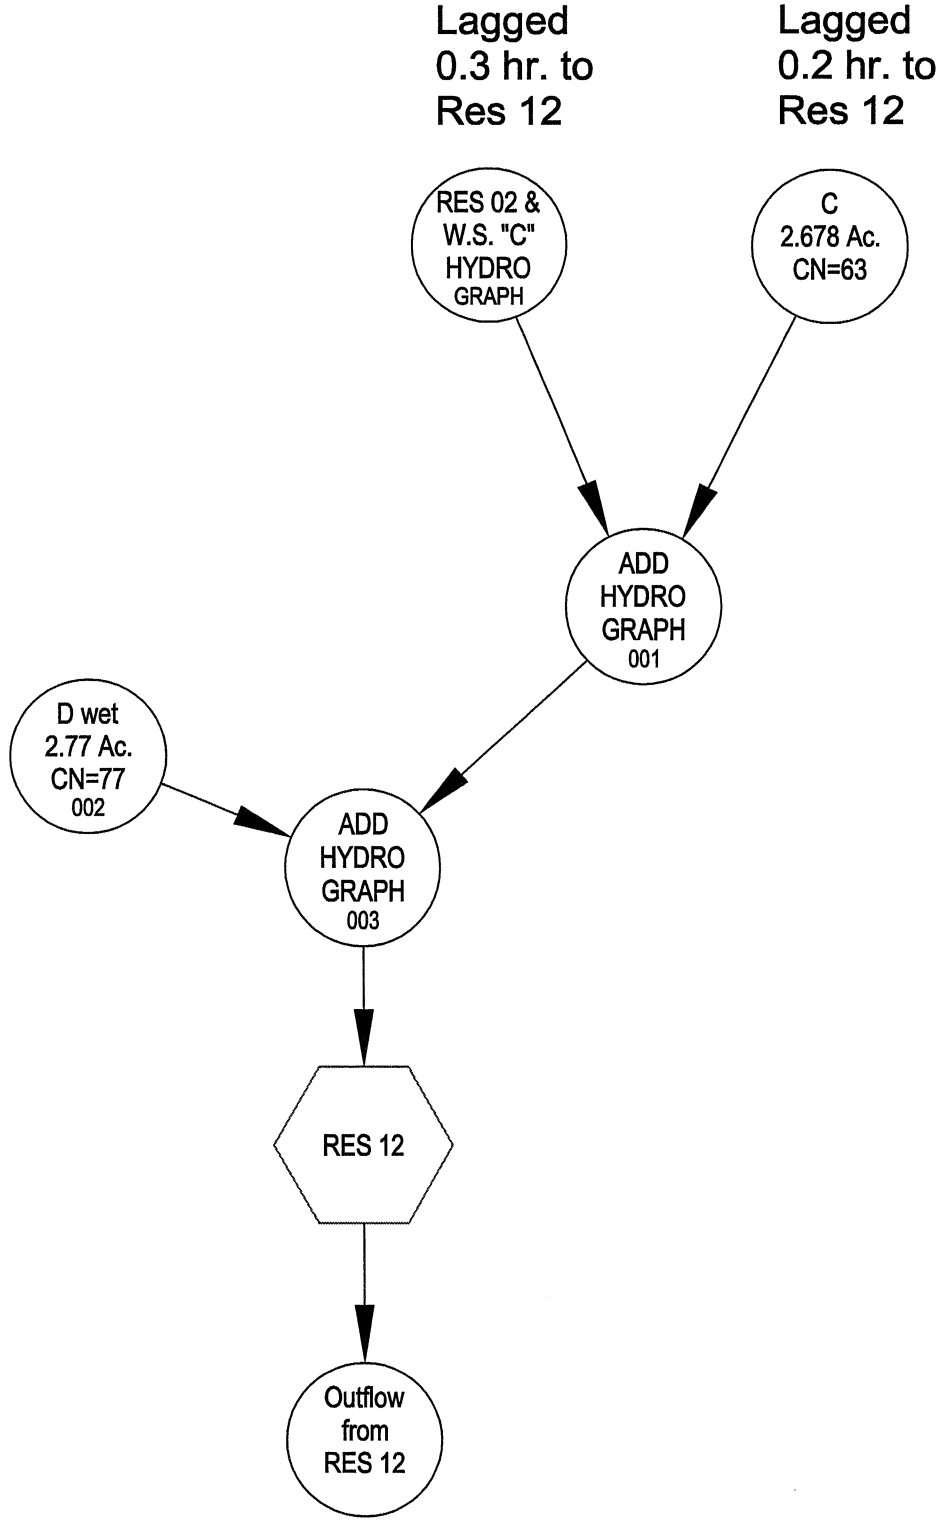 Lagged
0.3 hr. to
Res 12
Lagged
0.2 hr. to
Res 12
RES 02 &
W.S. "C"
HYDRO
GRAPH
C
2.678 Ac.
CN=63
ADD
HYDRO
GRAPH
001
D wet
2.77 Ac.
CN=77
002
ADD
HYDRO
GRAPH
003
RES 12
Outflow
from
RES 12